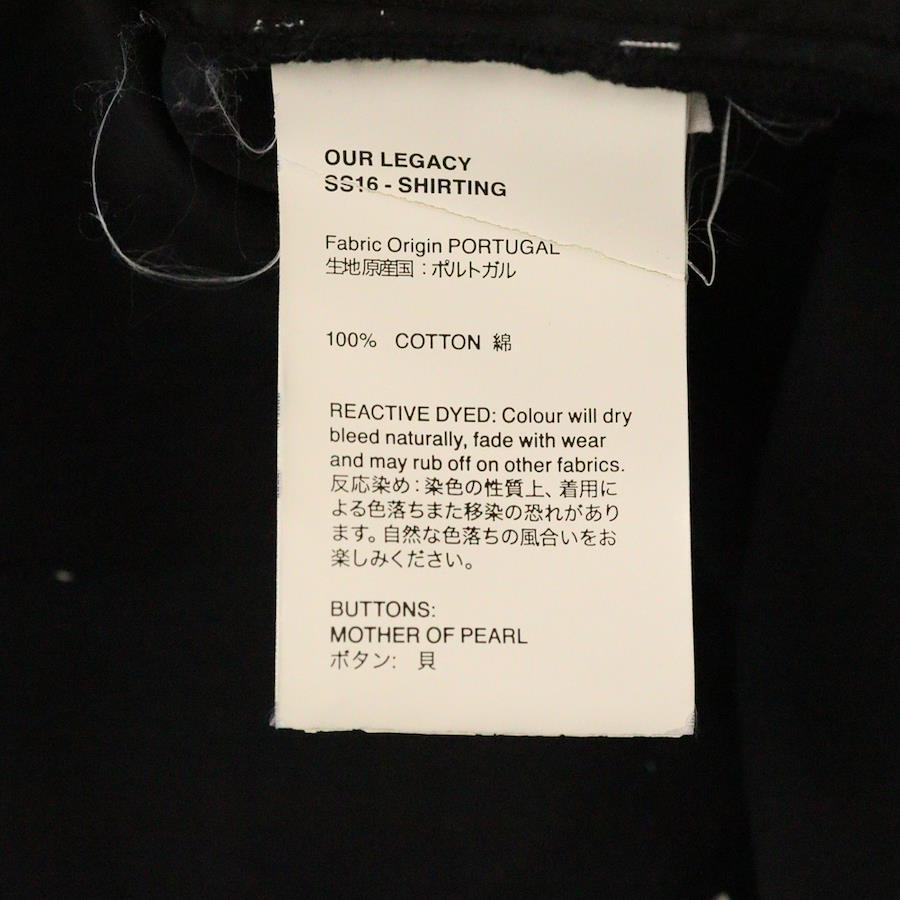 OUR LEGACY
SS16 - SHIRTING
Fabric Origin PORTUGAL
生地原産国：ポルトガル
100% COTTON 綿
REACTIVE DYED: Colour will dry
bleed naturally, fade with wear
and may rub off on other fabrics.
反応染め：染色の性質上、着用に
よる色落ちまた移染の恐れがあり
ます。自然な色落ちの風合いをお
楽しみください。
BUTTONS:
MOTHER OF PEARL
ボタン: 貝